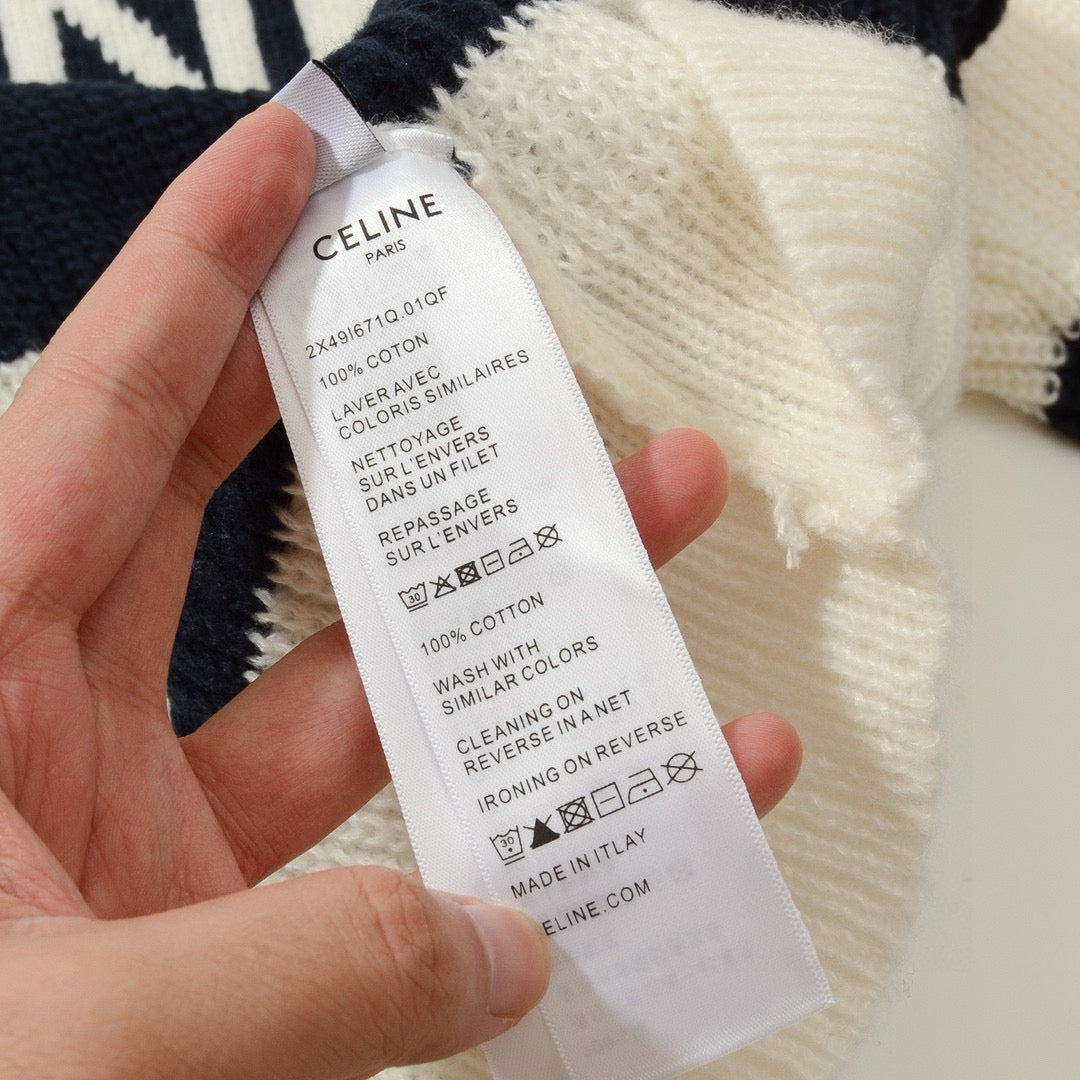 CELINE
PARIS
2X49I671Q.01QF
100% COTON
LAVER AVEC
COLORIS SIMILAIRES
NETTOYAGE
SUR L'ENVERS
DANS UN FILET
REPASSAGE
SUR L'ENVERS
30
100% COTTON
WASH WITH
SIMILAR COLORS
CLEANING ON
REVERSE IN A NET
IRONING ON REVERSE
30
MADE IN ITLAY
ELINE.COM